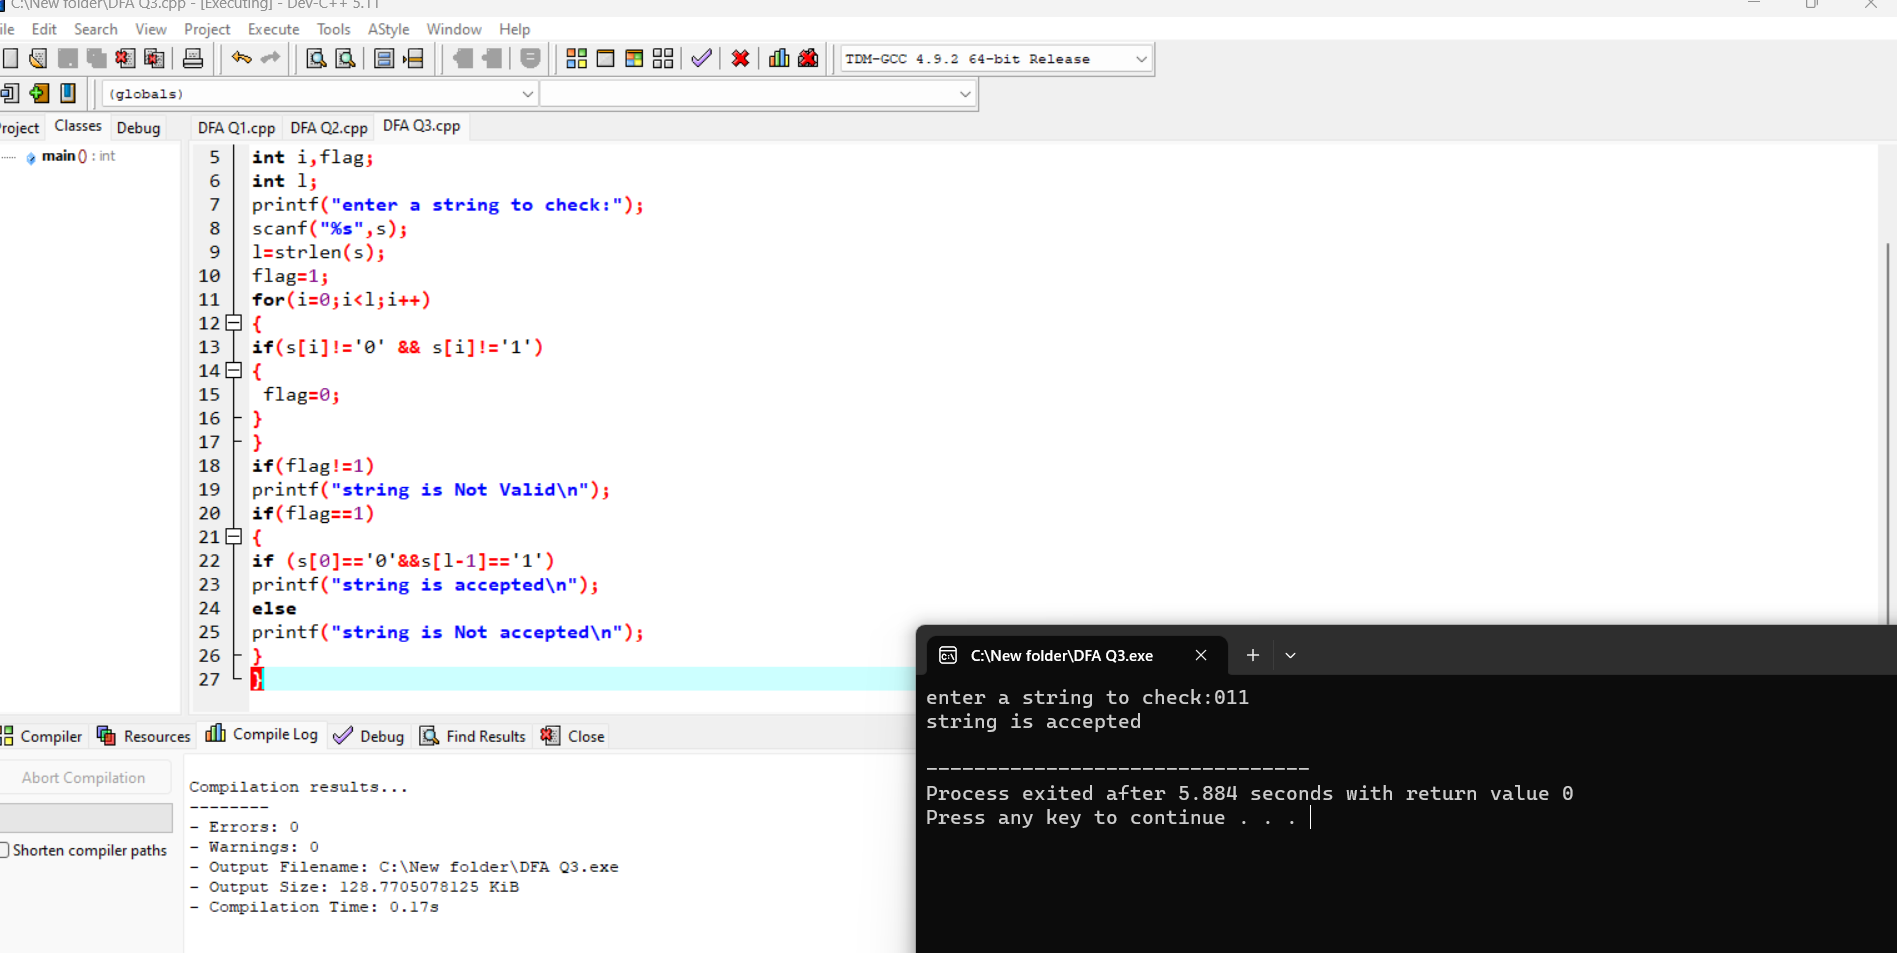 C:\New folder\DFA Q3.cpp - [Executing] - Dev-C++ 5.11
ile Edit Search View Project Execute Tools AStyle Window Help
TDM-GCC 4.9.2 64-bit Release
(globals)
roject Classes Debug DFA Q1.cpp DFA Q2.cpp DFA Q3.cpp
main() : int
5 int i,flag;
6 int l;
7 printf("enter a string to check:");
8 scanf("%s",s);
9 l=strlen(s);
10 flag=1;
11 for(i=0;i<l;i++)
12 {
13 if(s[i]!='0' && s[i]!='1')
14 {
15 flag=0;
16 }
17 }
18 if(flag!=1)
19 printf("string is Not Valid\n");
20 if(flag==1)
21 {
22 if (s[0]=='0'&&s[l-1]=='1')
23 printf("string is accepted\n");
24 else
25 printf("string is Not accepted\n");
26 }
27 }
Compiler Resources Compile Log Debug Find Results Close
Abort Compilation
Shorten compiler paths
Compilation results...
--------
- Errors: 0
- Warnings: 0
- Output Filename: C:\New folder\DFA Q3.exe
- Output Size: 128.7705078125 KiB
- Compilation Time: 0.17s
C:\New folder\DFA Q3.exe
enter a string to check:011
string is accepted
--------------------------------
Process exited after 5.884 seconds with return value 0
Press any key to continue . . .